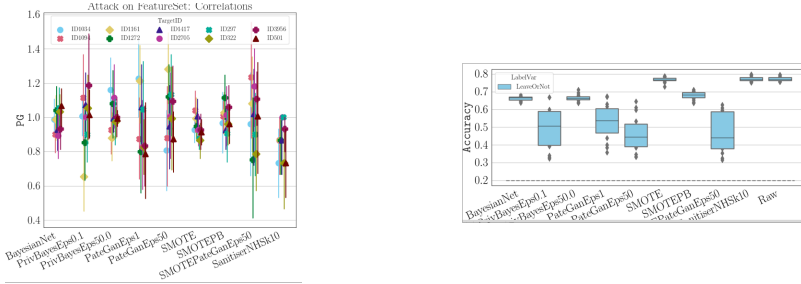 Attack on FeatureSet: Correlations
TargetID
ID1034 ID1161 ID1417 ID297 ID3956
ID1094 ID1272 ID2705 ID322 ID501
1.6
1.4
1.2
1.0
0.8
0.6
0.4
PG
BayesianNet
PrivBayesEps0.1
PrivBayesEps50.0
PateGanEps1
PateGanEps50
SMOTE
SMOTEPB
SMOTEPateGanEps50
SanitiserNHSk10
LabelVar
LeaveOrNot
0.8
0.7
0.6
0.5
0.4
0.3
0.2
Accuracy
BayesianNet
PrivBayesEps0.1
PrivBayesEps50.0
PateGanEps1
PateGanEps50
SMOTE
SMOTEPB
SMOTEPateGanEps50
SanitiserNHSk10
Raw